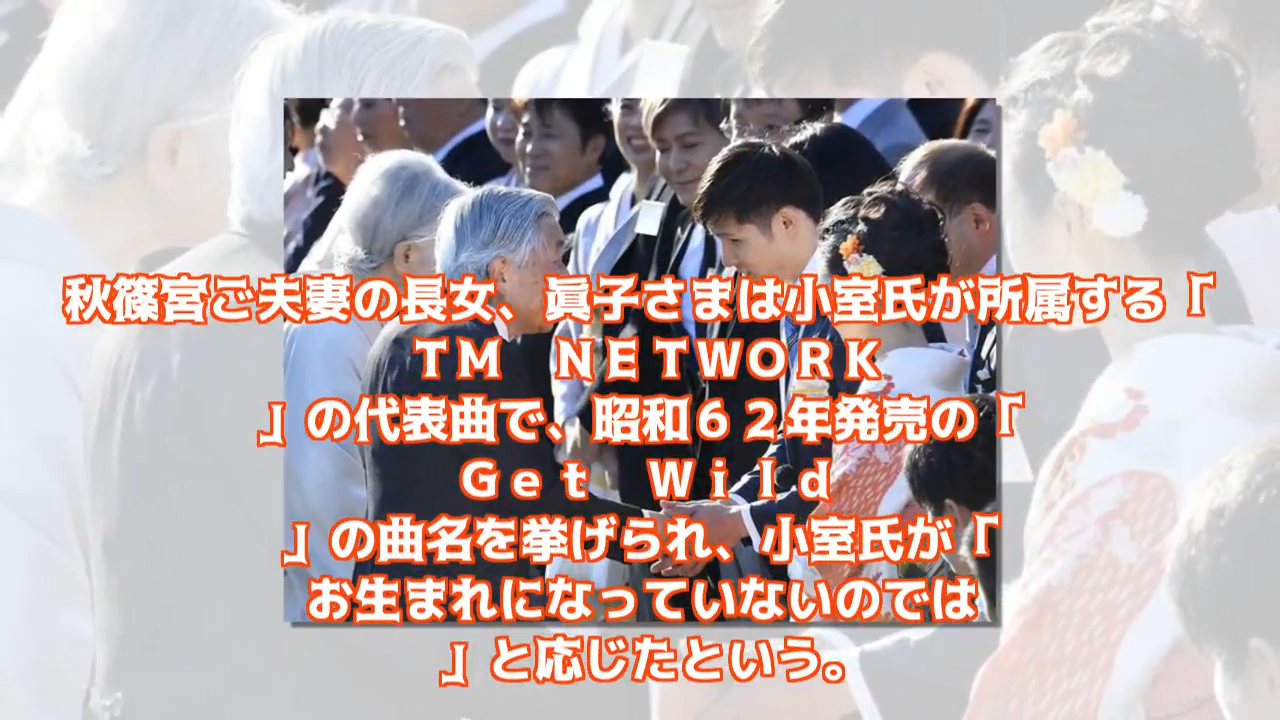 秋篠宮ご夫妻の長女、眞子さまは小室氏が所属する「
ＴＭ　ＮＥＴＷＯＲＫ
」の代表曲で、昭和６２年発売の「
Ｇｅｔ　Ｗｉｌｄ
」の曲名を挙げられ、小室氏が「
お生まれになっていないのでは
」と応じたという。